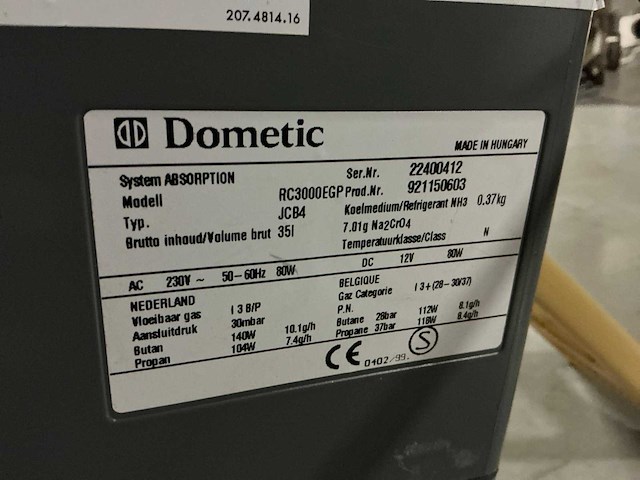 207.4814.16
Dometic
MADE IN HUNGARY
System ABSORPTION Ser.Nr. 22400412
Modell RC3000EGP Prod.Nr. 921150603
Typ. JCB4 Koelmedium/Refrigerant NH3 0.37kg
Brutto inhoud/Volume brut 35l 7.01g Na2CrO4
Temperatuurklasse/Class N
AC 230V ~ 50-60Hz 80W DC 12V 80W
NEDERLAND I 3 B/P
Vloeibaar gas 30mbar
Aansluitdruk 140W 10.1g/h
Butan 104W 7.4g/h
Propan
BELGIQUE
Gaz Categorie I 3+(28-30/37)
P.N. 112W 8.1g/h
Butane 28bar 118W 8.4g/h
Propane 37bar
CE 0402/99. S